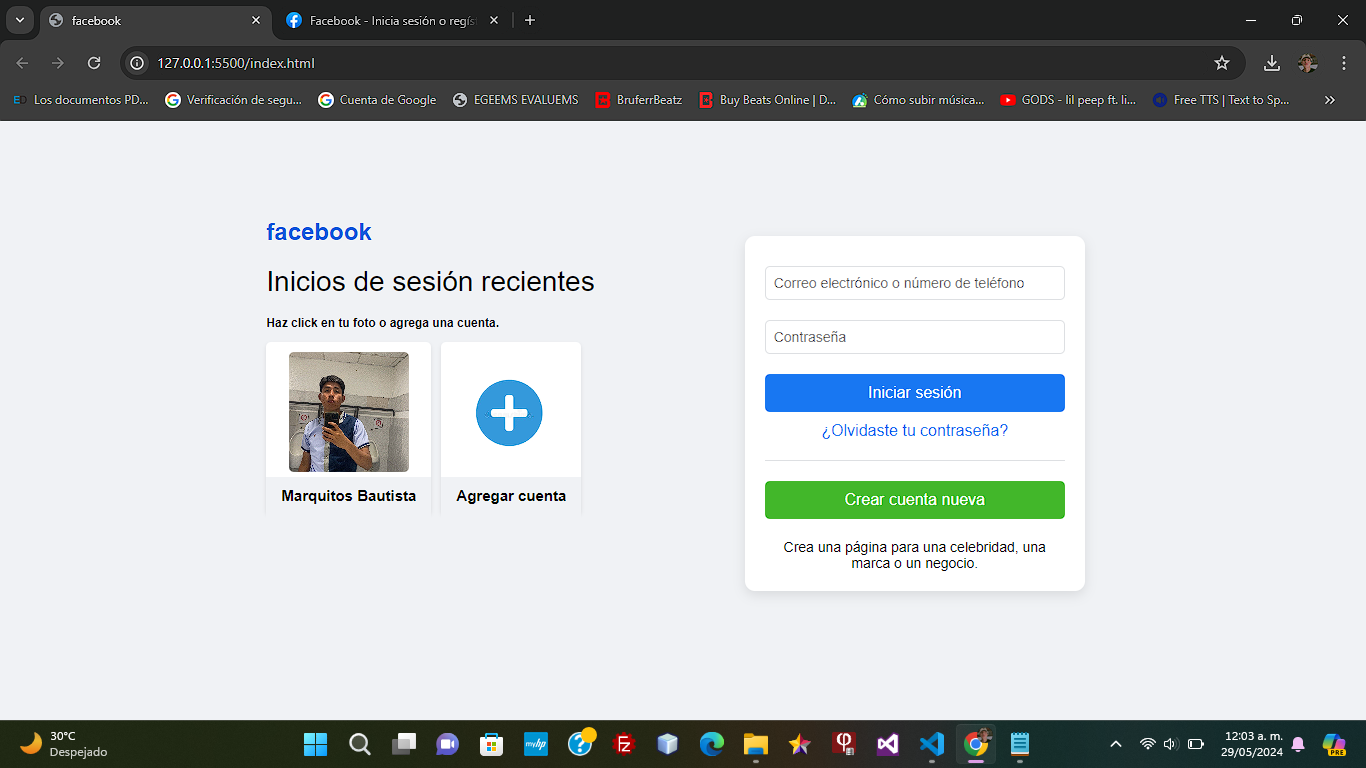 facebook
Facebook - Inicia sesión o regís
127.0.0.1:5500/index.html
Los documentos PD...
Verificación de segu...
Cuenta de Google
EGEEMS EVALUEMS
BruferrBeatz
Buy Beats Online | D...
Cómo subir música...
GODS - lil peep ft. li...
Free TTS | Text to Sp...
facebook
Inicios de sesión recientes
Haz click en tu foto o agrega una cuenta.
Marquitos Bautista
Agregar cuenta
Correo electrónico o número de teléfono
Contraseña
Iniciar sesión
¿Olvidaste tu contraseña?
Crear cuenta nueva
Crea una página para una celebridad, una
marca o un negocio.
30°C
Despejado
myhp
PRE
12:03 a. m.
29/05/2024